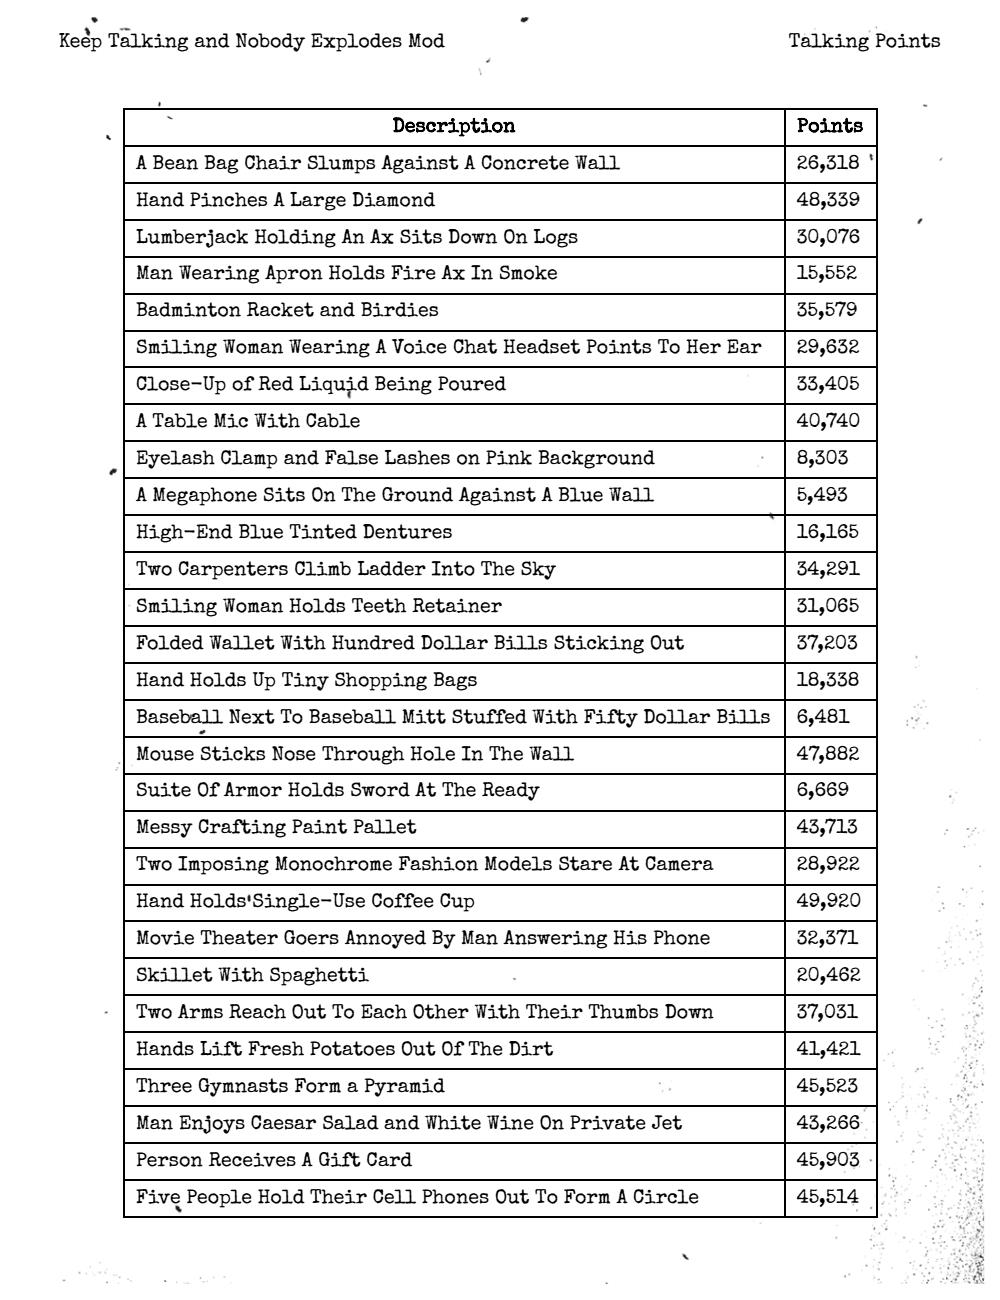 Keep Talking and Nobody Explodes Mod Talking Points
Description Points
A Bean Bag Chair Slumps Against A Concrete Wall 26,318
Hand Pinches A Large Diamond 48,339
Lumberjack Holding An Ax Sits Down On Logs 30,076
Man Wearing Apron Holds Fire Ax In Smoke 15,552
Badminton Racket and Birdies 35,579
Smiling Woman Wearing A Voice Chat Headset Points To Her Ear 29,632
Close-Up of Red Liquid Being Poured 33,405
A Table Mic With Cable 40,740
Eyelash Clamp and False Lashes on Pink Background 8,303
A Megaphone Sits On The Ground Against A Blue Wall 5,493
High-End Blue Tinted Dentures 16,165
Two Carpenters Climb Ladder Into The Sky 34,291
Smiling Woman Holds Teeth Retainer 31,065
Folded Wallet With Hundred Dollar Bills Sticking Out 37,203
Hand Holds Up Tiny Shopping Bags 18,338
Baseball Next To Baseball Mitt Stuffed With Fifty Dollar Bills 6,481
Mouse Sticks Nose Through Hole In The Wall 47,882
Suite Of Armor Holds Sword At The Ready 6,669
Messy Crafting Paint Pallet 43,713
Two Imposing Monochrome Fashion Models Stare At Camera 28,922
Hand Holds Single-Use Coffee Cup 49,920
Movie Theater Goers Annoyed By Man Answering His Phone 32,371
Skillet With Spaghetti 20,462
Two Arms Reach Out To Each Other With Their Thumbs Down 37,031
Hands Lift Fresh Potatoes Out Of The Dirt 41,421
Three Gymnasts Form a Pyramid 45,523
Man Enjoys Caesar Salad and White Wine On Private Jet 43,266
Person Receives A Gift Card 45,903
Five People Hold Their Cell Phones Out To Form A Circle 45,514